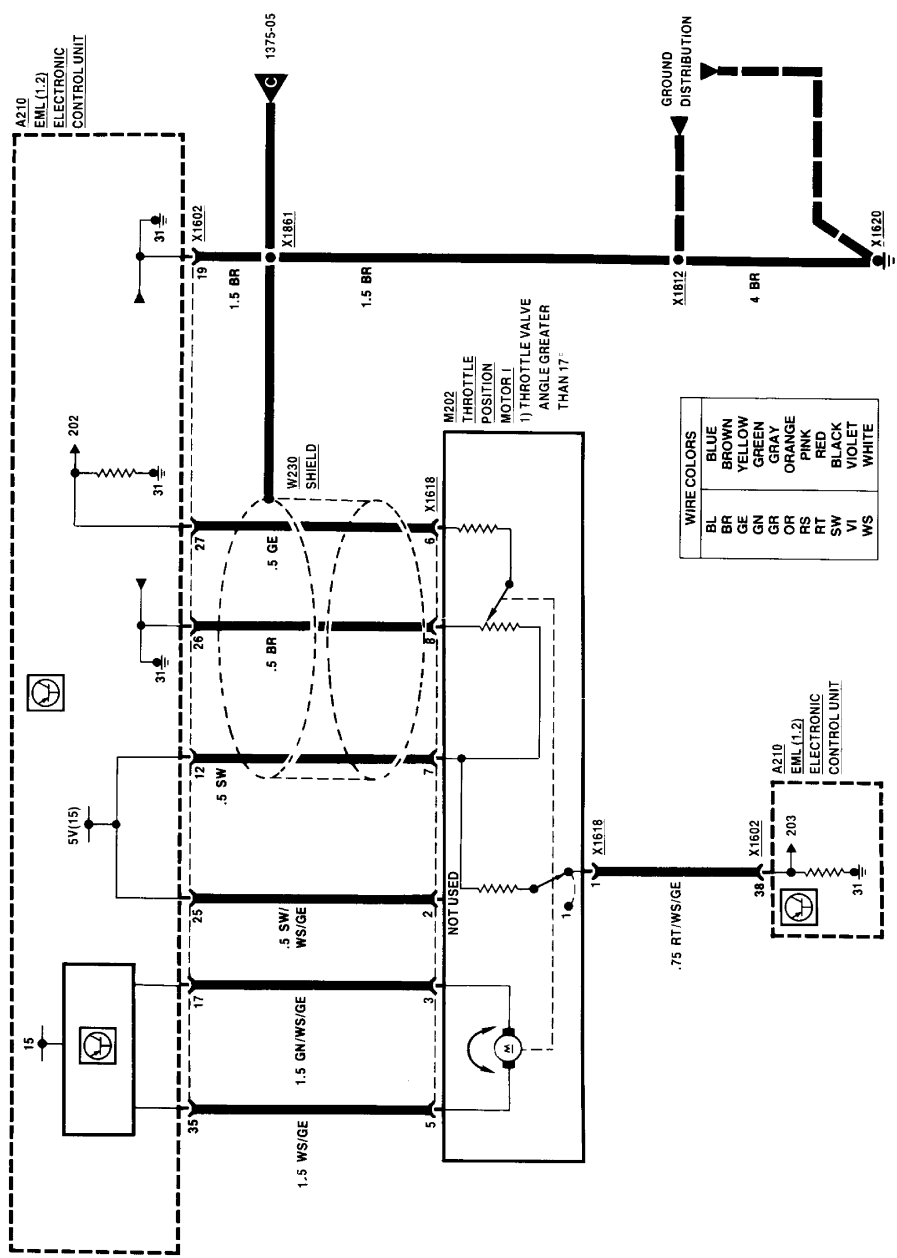 A210
EML (1.2)
ELECTRONIC
CONTROL UNIT
15
5V(15)
31
202
31
31
35
17
25
12
26
27
19
X1602
1.5 WS/GE
1.5 GN/WS/GE
.5 SW/
WS/GE
.5 SW
.5 BR
.5 GE
1.5 BR
X1861
C
1375-05
1.5 BR
W230
SHIELD
5
3
2
7
8
6
X1618
NOT USED
M
1
M202
THROTTLE
POSITION
MOTOR I
1) THROTTLE VALVE
ANGLE GREATER
THAN 17°
1
X1618
.75 RT/WS/GE
38
X1602
203
31
A210
EML (1.2)
ELECTRONIC
CONTROL UNIT
GROUND
DISTRIBUTION
X1812
4 BR
X1620
WIRE COLORS
BL BLUE
BR BROWN
GE YELLOW
GN GREEN
GR GRAY
OR ORANGE
RS PINK
RT RED
SW BLACK
VI VIOLET
WS WHITE